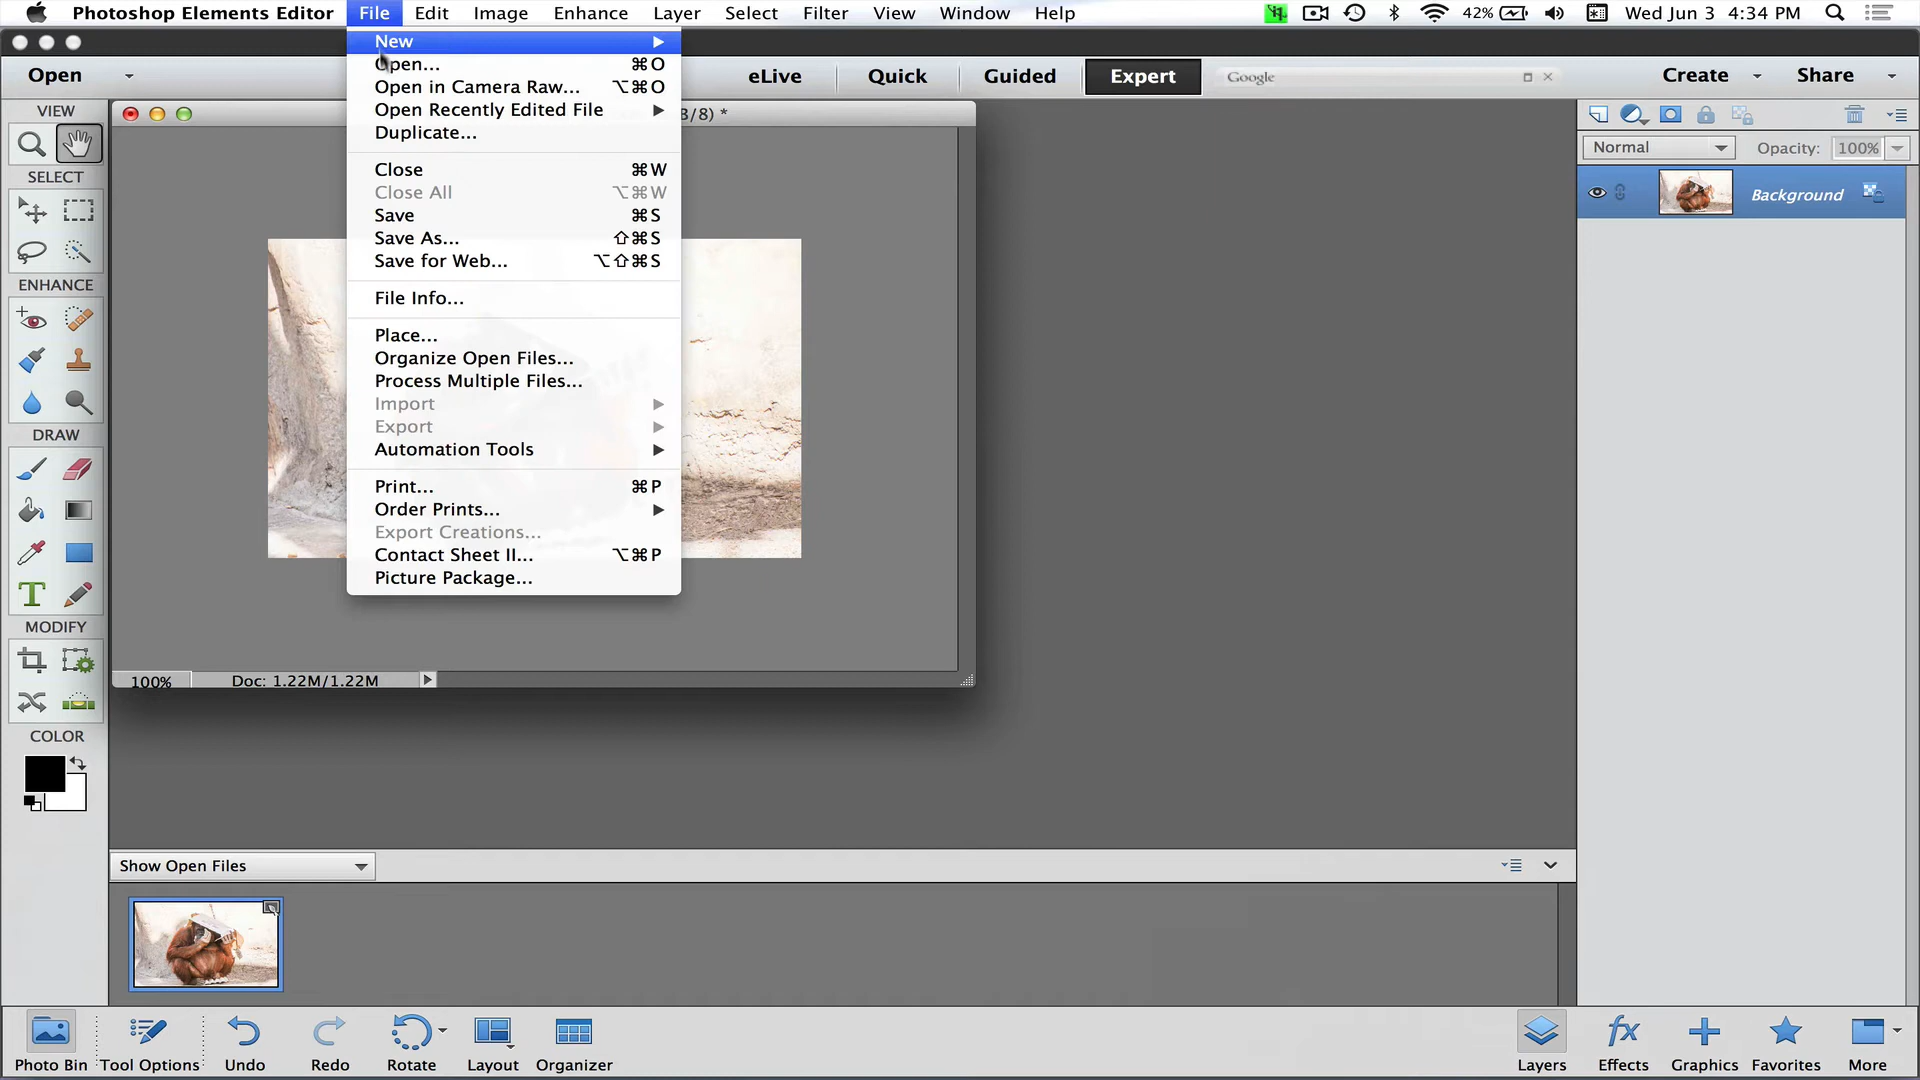 Photoshop Elements Editor File Edit Image Enhance Layer Select Filter View Window Help 42% Wed Jun 3 4:34 PM
Open eLive Quick Guided Expert Google Create Share
New
Open... ⌘O
Open in Camera Raw... ⌥⌘O
Open Recently Edited File
Duplicate...
Close ⌘W
Close All ⌥⌘W
Save ⌘S
Save As... ⇧⌘S
Save for Web... ⌥⇧⌘S
File Info...
Place...
Organize Open Files...
Process Multiple Files...
Import
Export
Automation Tools
Print... ⌘P
Order Prints...
Export Creations...
Contact Sheet II... ⌥⌘P
Picture Package...
/8) *
VIEW
SELECT
ENHANCE
DRAW
T
MODIFY
COLOR
100% Doc: 1.22M/1.22M
Normal Opacity: 100%
Background
Show Open Files
Photo Bin Tool Options Undo Redo Rotate Layout Organizer Layers Effects Graphics Favorites More